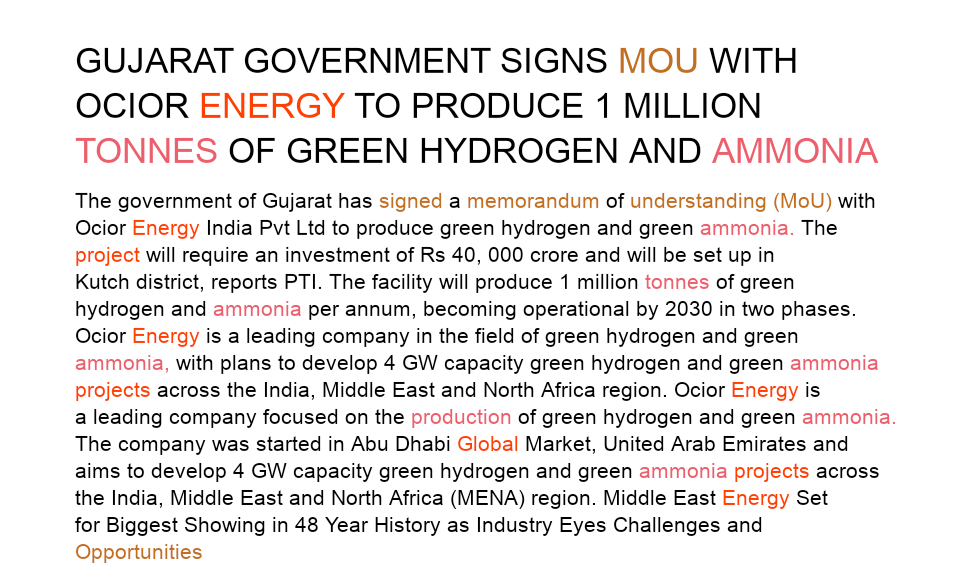 GUJARAT GOVERNMENT SIGNS MOU WITH
OCIOR ENERGY TO PRODUCE 1 MILLION
TONNES OF GREEN HYDROGEN AND AMMONIA
The government of Gujarat has signed a memorandum of understanding (MoU) with
Ocior Energy India Pvt Ltd to produce green hydrogen and green ammonia. The
project will require an investment of Rs 40, 000 crore and will be set up in
Kutch district, reports PTI. The facility will produce 1 million tonnes of green
hydrogen and ammonia per annum, becoming operational by 2030 in two phases.
Ocior Energy is a leading company in the field of green hydrogen and green
ammonia, with plans to develop 4 GW capacity green hydrogen and green ammonia
projects across the India, Middle East and North Africa region. Ocior Energy is
a leading company focused on the production of green hydrogen and green ammonia.
The company was started in Abu Dhabi Global Market, United Arab Emirates and
aims to develop 4 GW capacity green hydrogen and green ammonia projects across
the India, Middle East and North Africa (MENA) region. Middle East Energy Set
for Biggest Showing in 48 Year History as Industry Eyes Challenges and
Opportunities